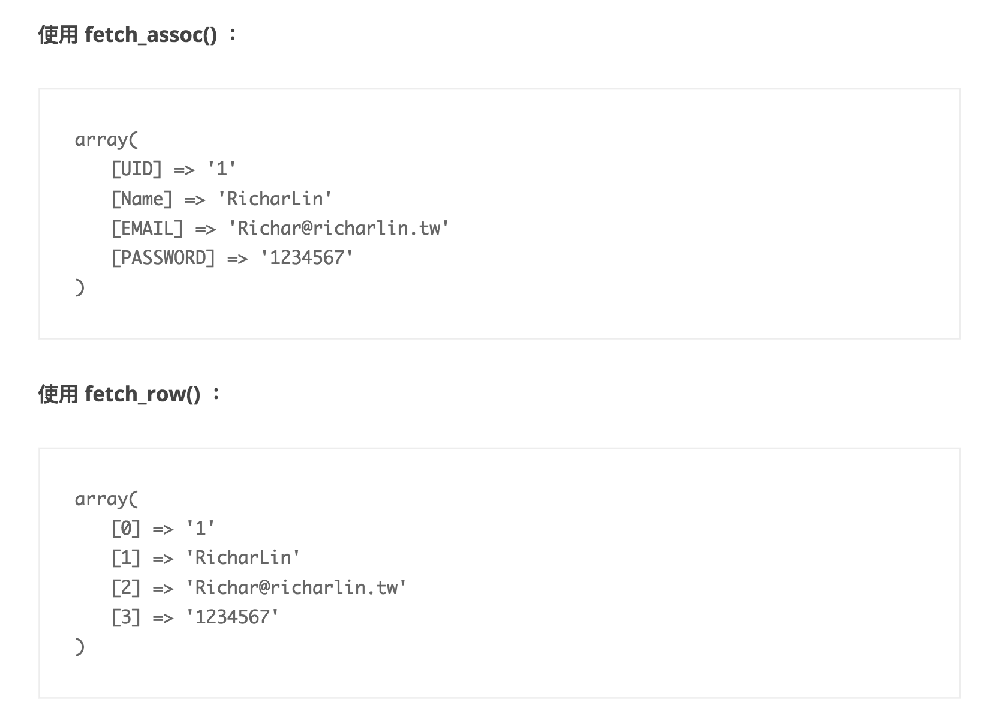 使用 fetch_assoc() ：
array(
    [UID] => '1'
    [Name] => 'RicharLin'
    [EMAIL] => 'Richar@richarlin.tw'
    [PASSWORD] => '1234567'
)
使用 fetch_row() ：
array(
    [0] => '1'
    [1] => 'RicharLin'
    [2] => 'Richar@richarlin.tw'
    [3] => '1234567'
)